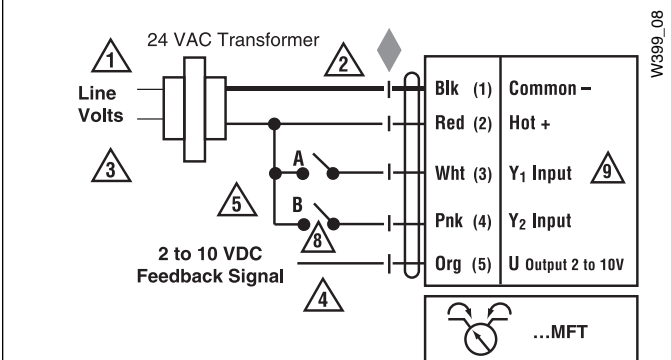 W399_08
24 VAC Transformer
1
2
Line
Volts
3
Blk (1) Common –
Red (2) Hot +
A
Wht (3) Y₁ Input
9
5
B
Pnk (4) Y₂ Input
8
2 to 10 VDC
Feedback Signal
Org (5) U Output 2 to 10V
4
...MFT